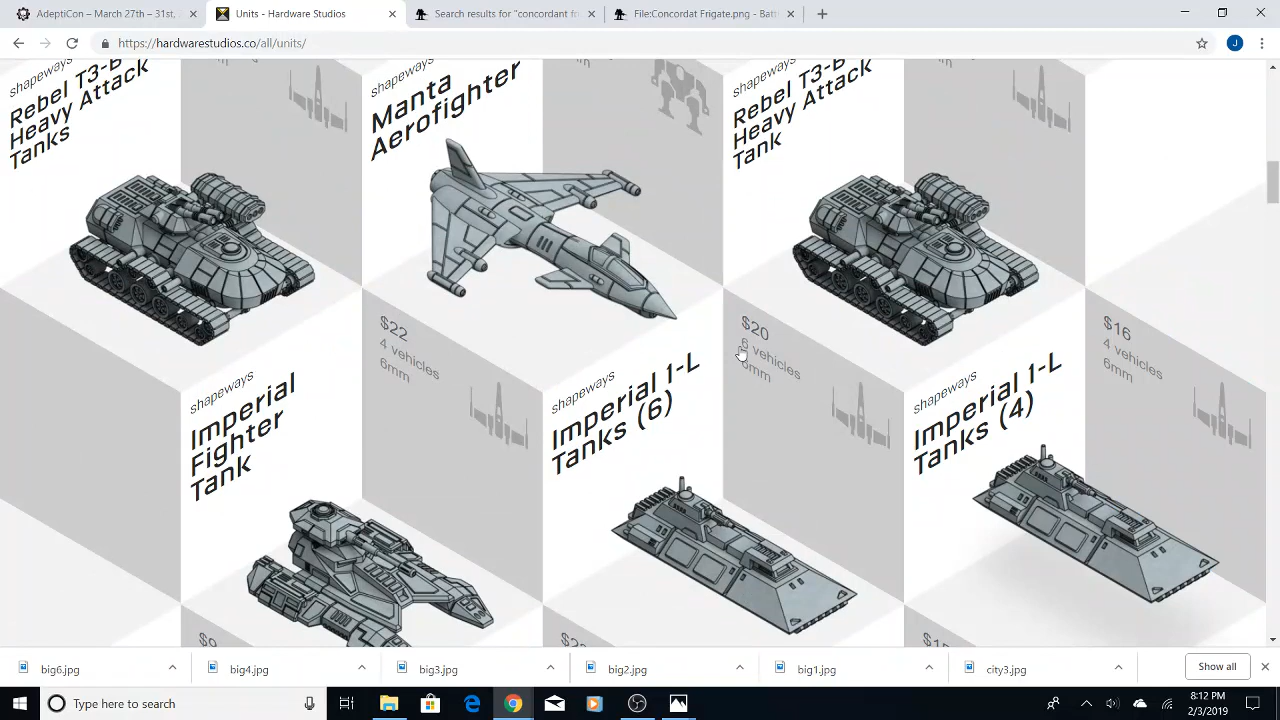 AdeptiCon – March 27th – 31st,
Units - Hardware Studios
Search results for "concordant fr
File:Concordat Frigate.png - Batt
https://hardwarestudios.co/all/units/
shapeways
Rebel T3-B
Heavy Attack
Tanks
shapeways
Manta
Aerofighter
shapeways
Rebel T3-B
Heavy Attack
Tank
$22
4 vehicles
6mm
$20
6 vehicles
6mm
$16
4 vehicles
6mm
shapeways
Imperial
Fighter
Tank
shapeways
Imperial 1-L
Tanks (6)
shapeways
Imperial 1-L
Tanks (4)
big6.jpg
big4.jpg
big3.jpg
big2.jpg
big1.jpg
city3.jpg
Show all
Type here to search
8:12 PM
2/3/2019
J